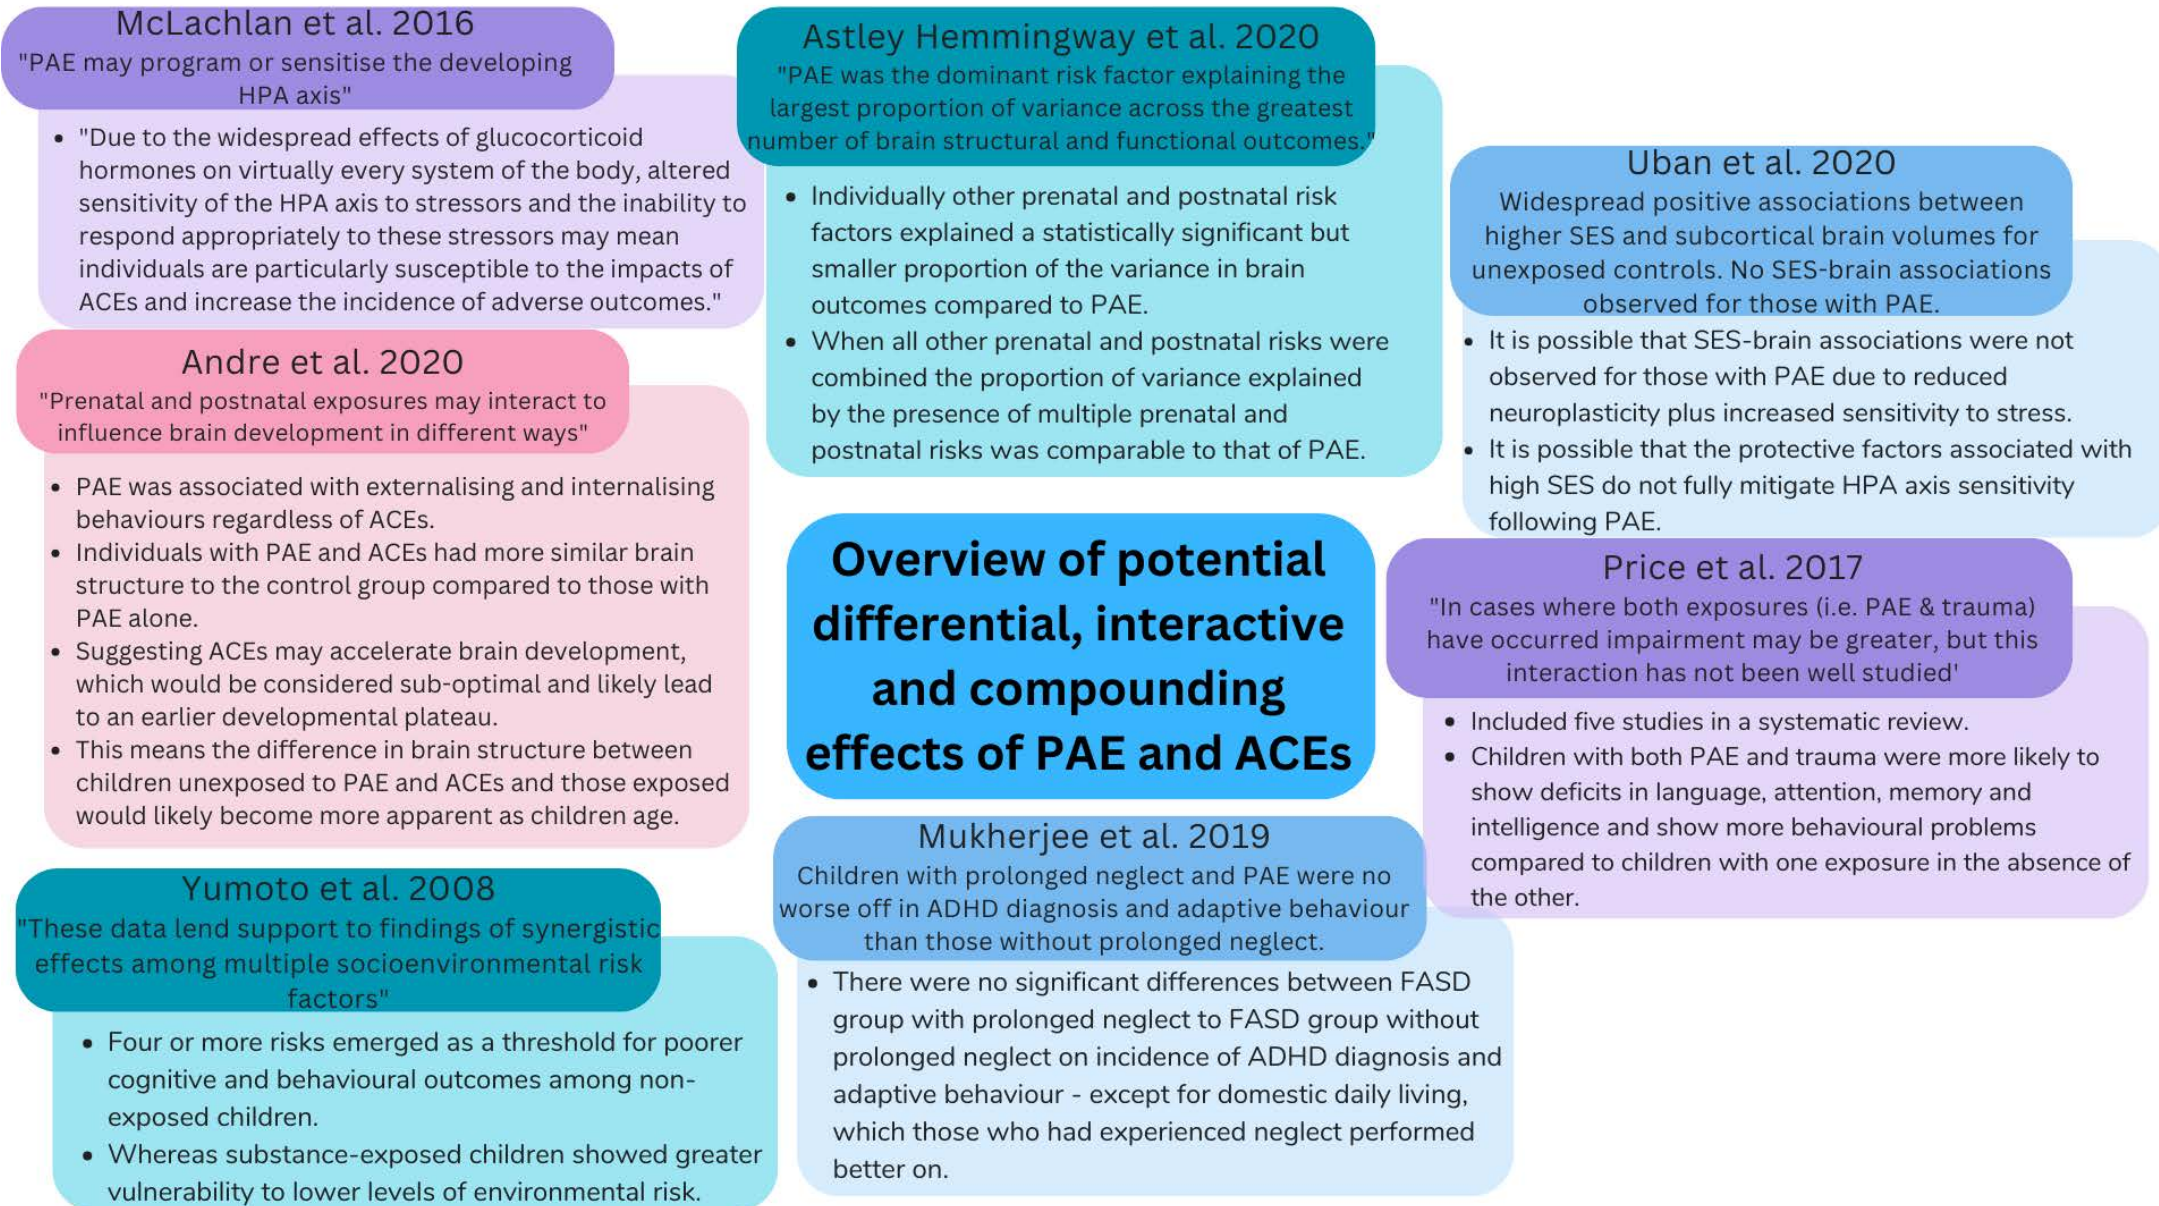 McLachlan et al. 2016
"PAE may program or sensitise the developing
HPA axis"
• "Due to the widespread effects of glucocorticoid
hormones on virtually every system of the body, altered
sensitivity of the HPA axis to stressors and the inability to
respond appropriately to these stressors may mean
individuals are particularly susceptible to the impacts of
ACEs and increase the incidence of adverse outcomes."
Andre et al. 2020
"Prenatal and postnatal exposures may interact to
influence brain development in different ways"
• PAE was associated with externalising and internalising
behaviours regardless of ACEs.
• Individuals with PAE and ACEs had more similar brain
structure to the control group compared to those with
PAE alone.
• Suggesting ACEs may accelerate brain development,
which would be considered sub-optimal and likely lead
to an earlier developmental plateau.
• This means the difference in brain structure between
children unexposed to PAE and ACEs and those exposed
would likely become more apparent as children age.
Yumoto et al. 2008
"These data lend support to findings of synergistic
effects among multiple socioenvironmental risk
factors"
• Four or more risks emerged as a threshold for poorer
cognitive and behavioural outcomes among non-
exposed children.
• Whereas substance-exposed children showed greater
vulnerability to lower levels of environmental risk.
Astley Hemmingway et al. 2020
"PAE was the dominant risk factor explaining the
largest proportion of variance across the greatest
number of brain structural and functional outcomes."
• Individually other prenatal and postnatal risk
factors explained a statistically significant but
smaller proportion of the variance in brain
outcomes compared to PAE.
• When all other prenatal and postnatal risks were
combined the proportion of variance explained
by the presence of multiple prenatal and
postnatal risks was comparable to that of PAE.
Overview of potential
differential, interactive
and compounding
effects of PAE and ACEs
Mukherjee et al. 2019
Children with prolonged neglect and PAE were no
worse off in ADHD diagnosis and adaptive behaviour
than those without prolonged neglect.
• There were no significant differences between FASD
group with prolonged neglect to FASD group without
prolonged neglect on incidence of ADHD diagnosis and
adaptive behaviour - except for domestic daily living,
which those who had experienced neglect performed
better on.
Uban et al. 2020
Widespread positive associations between
higher SES and subcortical brain volumes for
unexposed controls. No SES-brain associations
observed for those with PAE.
• It is possible that SES-brain associations were not
observed for those with PAE due to reduced
neuroplasticity plus increased sensitivity to stress.
• It is possible that the protective factors associated with
high SES do not fully mitigate HPA axis sensitivity
following PAE.
Price et al. 2017
"In cases where both exposures (i.e. PAE & trauma)
have occurred impairment may be greater, but this
interaction has not been well studied'
• Included five studies in a systematic review.
• Children with both PAE and trauma were more likely to
show deficits in language, attention, memory and
intelligence and show more behavioural problems
compared to children with one exposure in the absence of
the other.